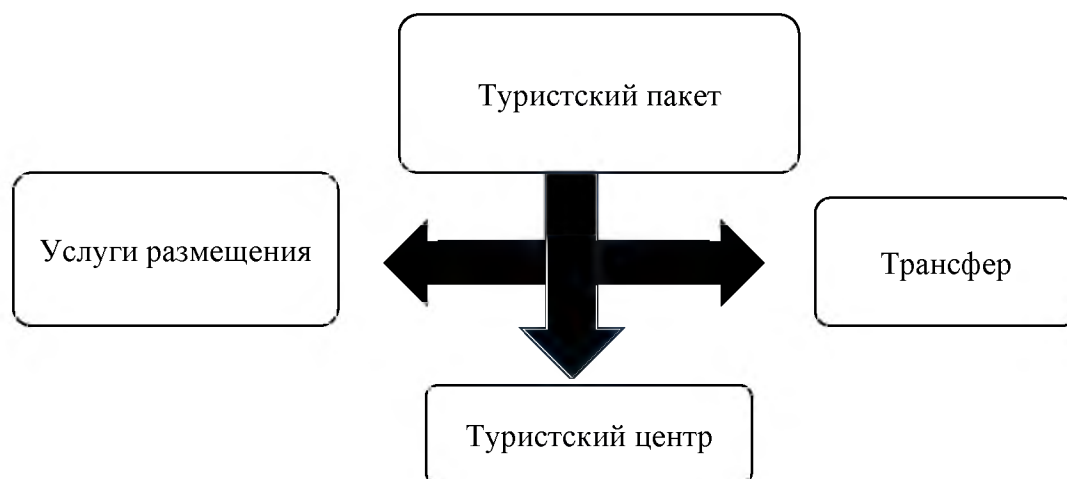 Туристский пакет
Услуги размещения
Трансфер
Туристский центр